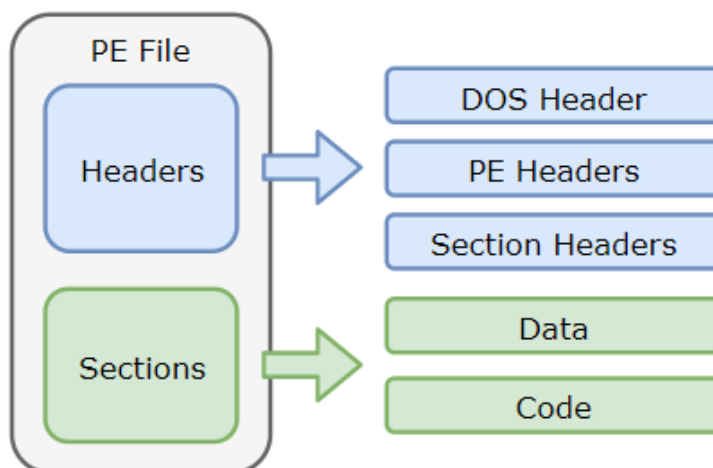 PE File
Headers
DOS Header
PE Headers
Section Headers
Sections
Data
Code